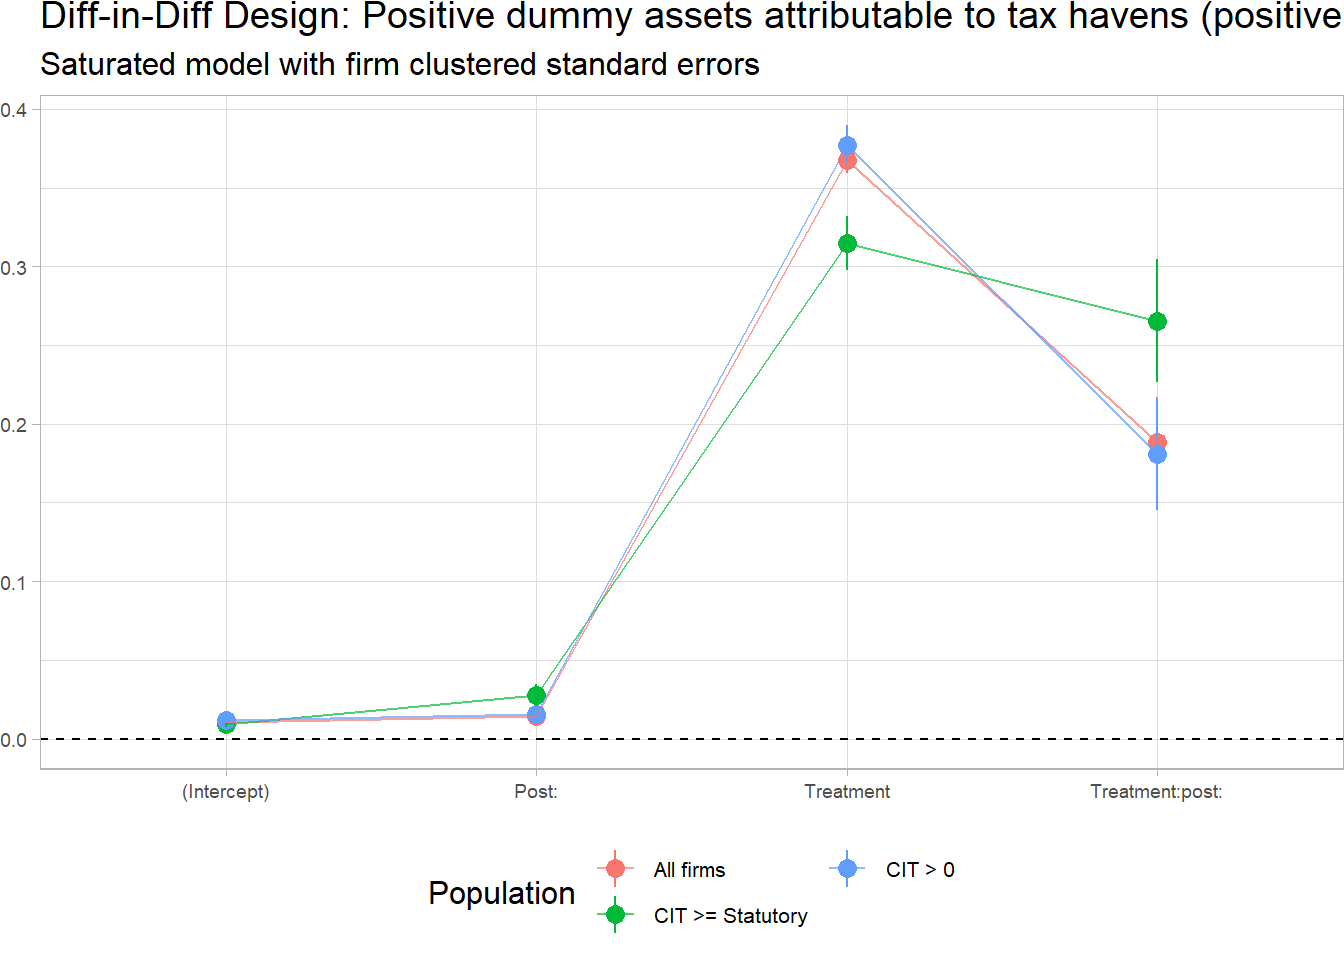 Diff-in-Diff Design: Positive dummy assets attributable to tax havens (positive
Saturated model with firm clustered standard errors
0.4
0.3
0.2
0.1
0.0
(Intercept) Post: Treatment Treatment:post:
Population
All firms
CIT >= Statutory
CIT > 0